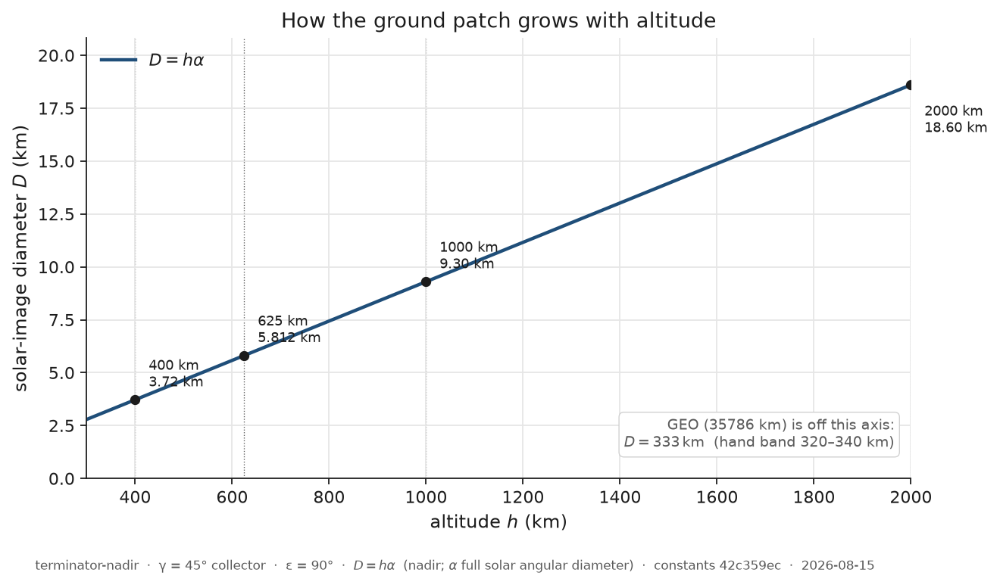 How the ground patch grows with altitude
D = hα
solar-image diameter D (km)
20.0
17.5
15.0
12.5
10.0
7.5
5.0
2.5
0.0
2000 km
18.60 km
1000 km
9.30 km
625 km
5.812 km
400 km
3.72 km
GEO (35786 km) is off this axis:
D = 333 km (hand band 320–340 km)
400 600 800 1000 1200 1400 1600 1800 2000
altitude h (km)
terminator-nadir · γ = 45° collector · ε = 90° · D = hα (nadir; α full solar angular diameter) · constants 42c359ec · 2026-08-15